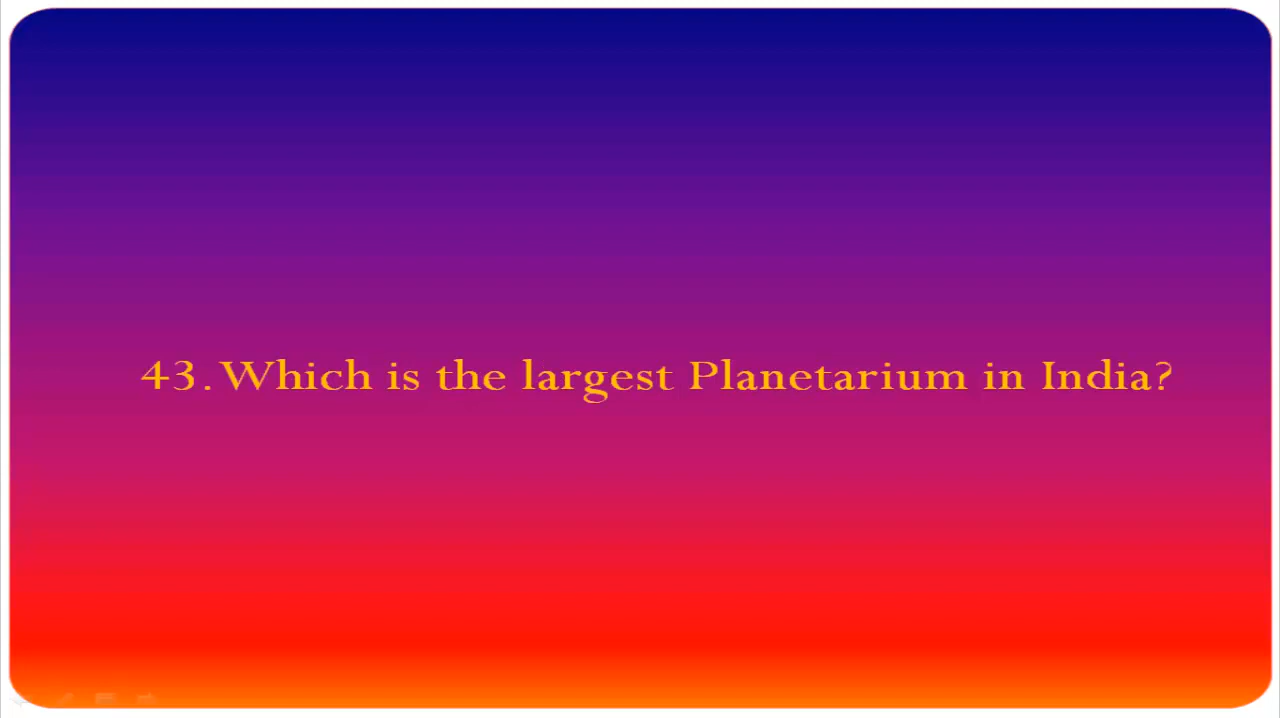 43. Which is the largest Planetarium in India?